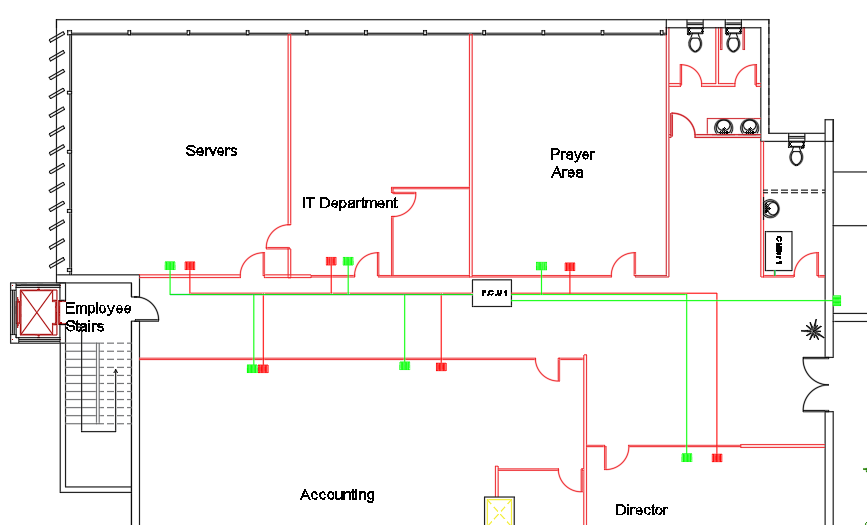 Servers
Prayer
Area
IT Department
F.C.U 1
Employee
Stairs
Accounting
Director